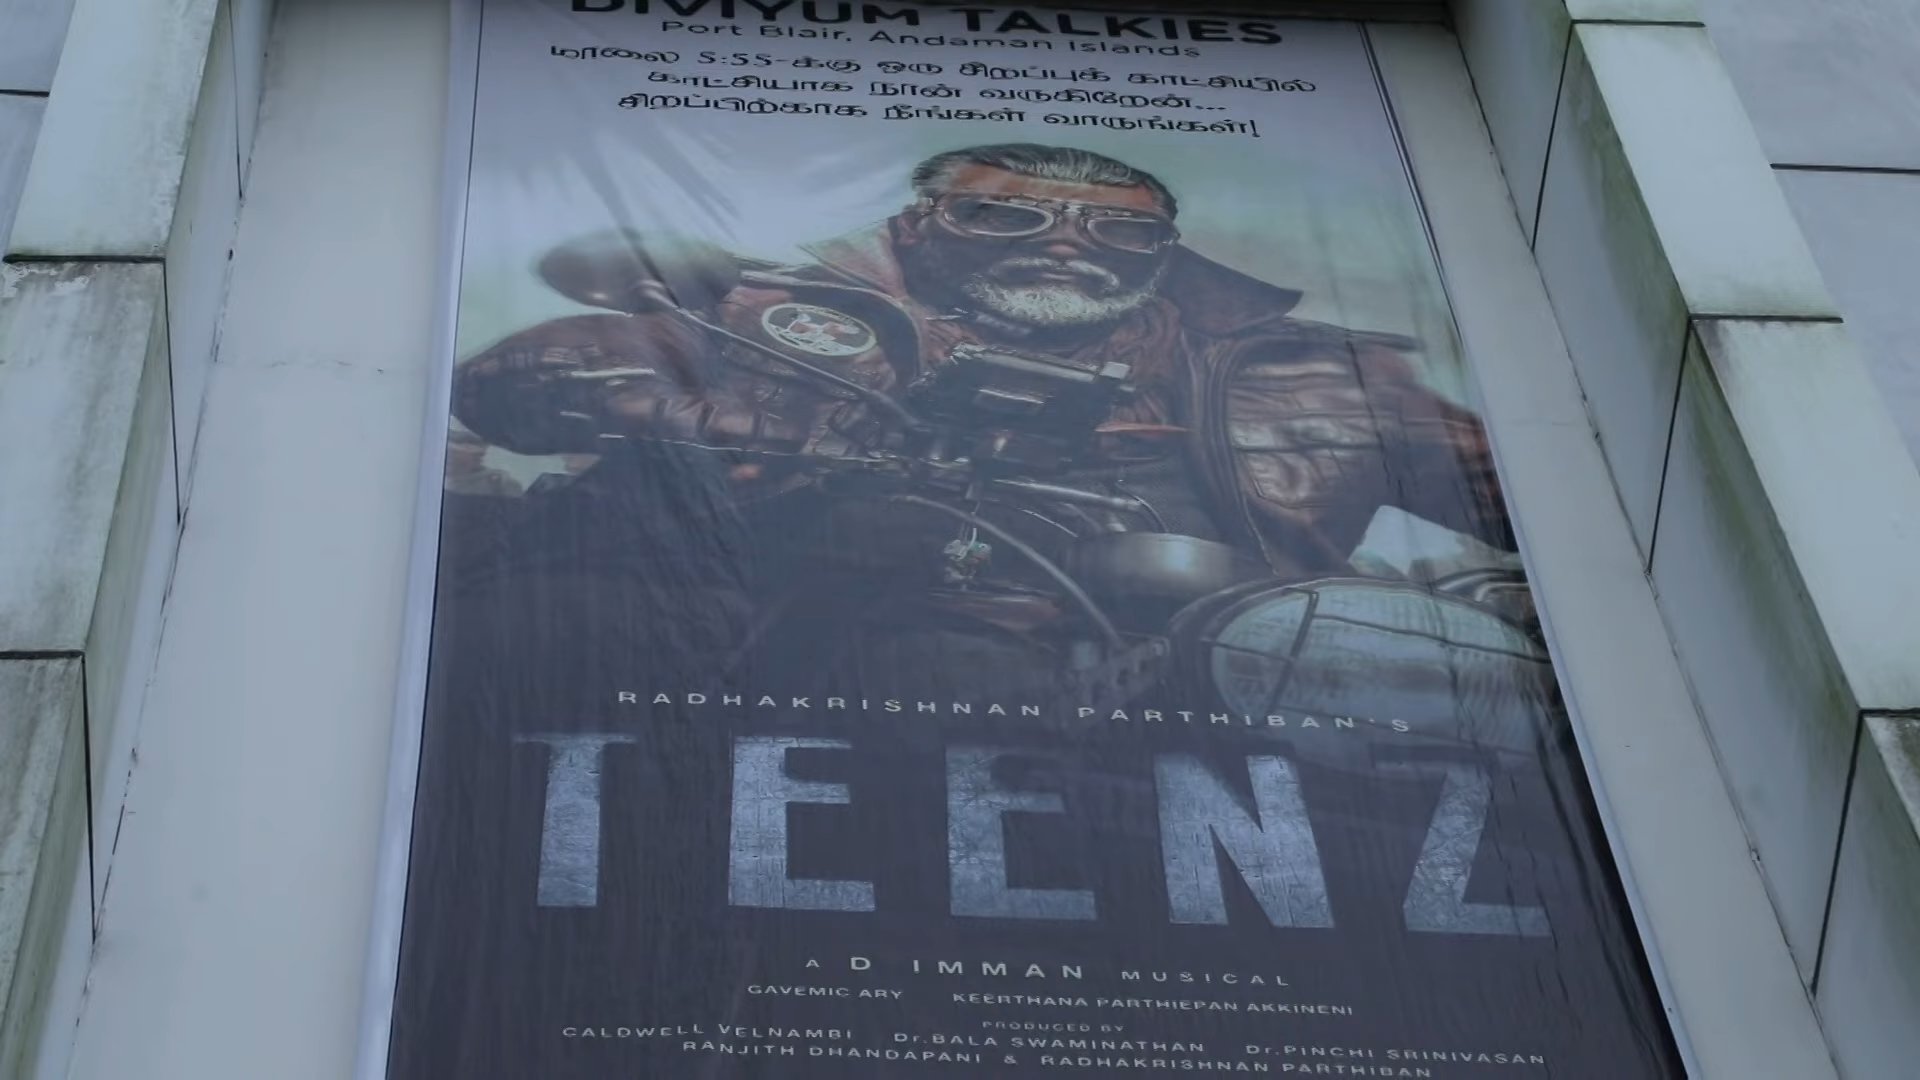 DIVIYUM TALKIES
Port Blair, Andaman Islands
மாலை 5:55-க்கு ஒரு சிறப்புக் காட்சியில்
காட்சியாக நான் வருகிறேன்...
சிறப்பிற்காக நீங்கள் வாருங்கள்!
RADHAKRISHNAN PARTHIBAN'S
TEENZ
A D IMMAN MUSICAL
GAVEMIC ARY KEERTHANA PARTHIEPAN AKKINENI
PRODUCED BY
CALDWELL VELNAMBI Dr.BALA SWAMINATHAN Dr.PINCHI SRINIVASAN
RANJITH DHANDAPANI & RADHAKRISHNAN PARTHIBAN